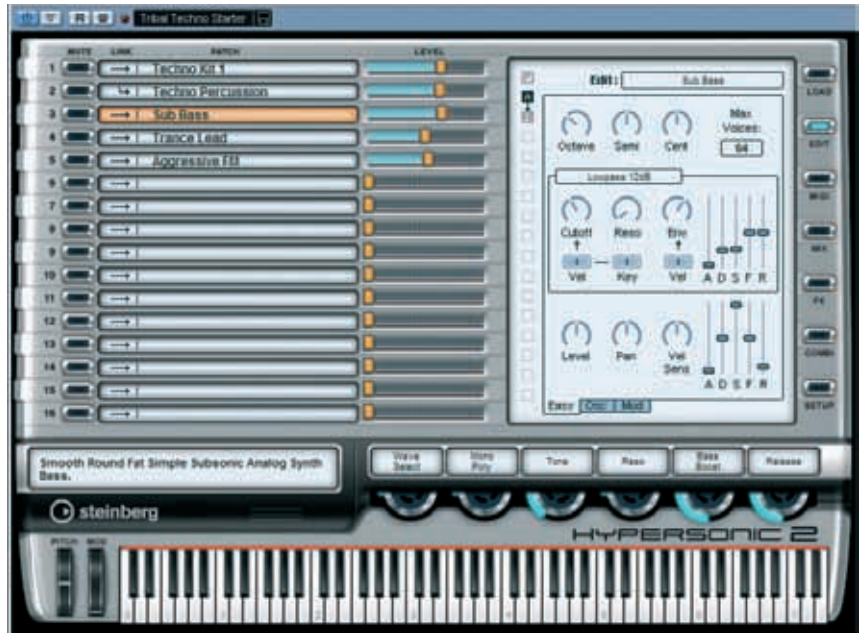 R W Tribal Techno Starter
MUTE LINK PATCH LEVEL
1 Techno Kit 1
2 Techno Percussion
3 Sub Bass
4 Trance Lead
5 Aggressive FM
6
7
8
9
10
11
12
13
14
15
16
Edit: Sub Bass
Octave Semi Cent
Max Voices:
64
Lowpass 12dB
Cutoff Reso Env
Vel Key Vel
A D S F R
Level Pan Vel Sens
A D S F R
Easy Osc Mod
LOAD
EDIT
MIDI
MIX
FX
COMBI
SETUP
Smooth Round Fat Simple Subsonic Analog Synth
Bass.
Wave Select
Mono Poly
Tone
Reso
Bass Boost
Release
steinberg
HYPERSONIC 2
PITCH MOD